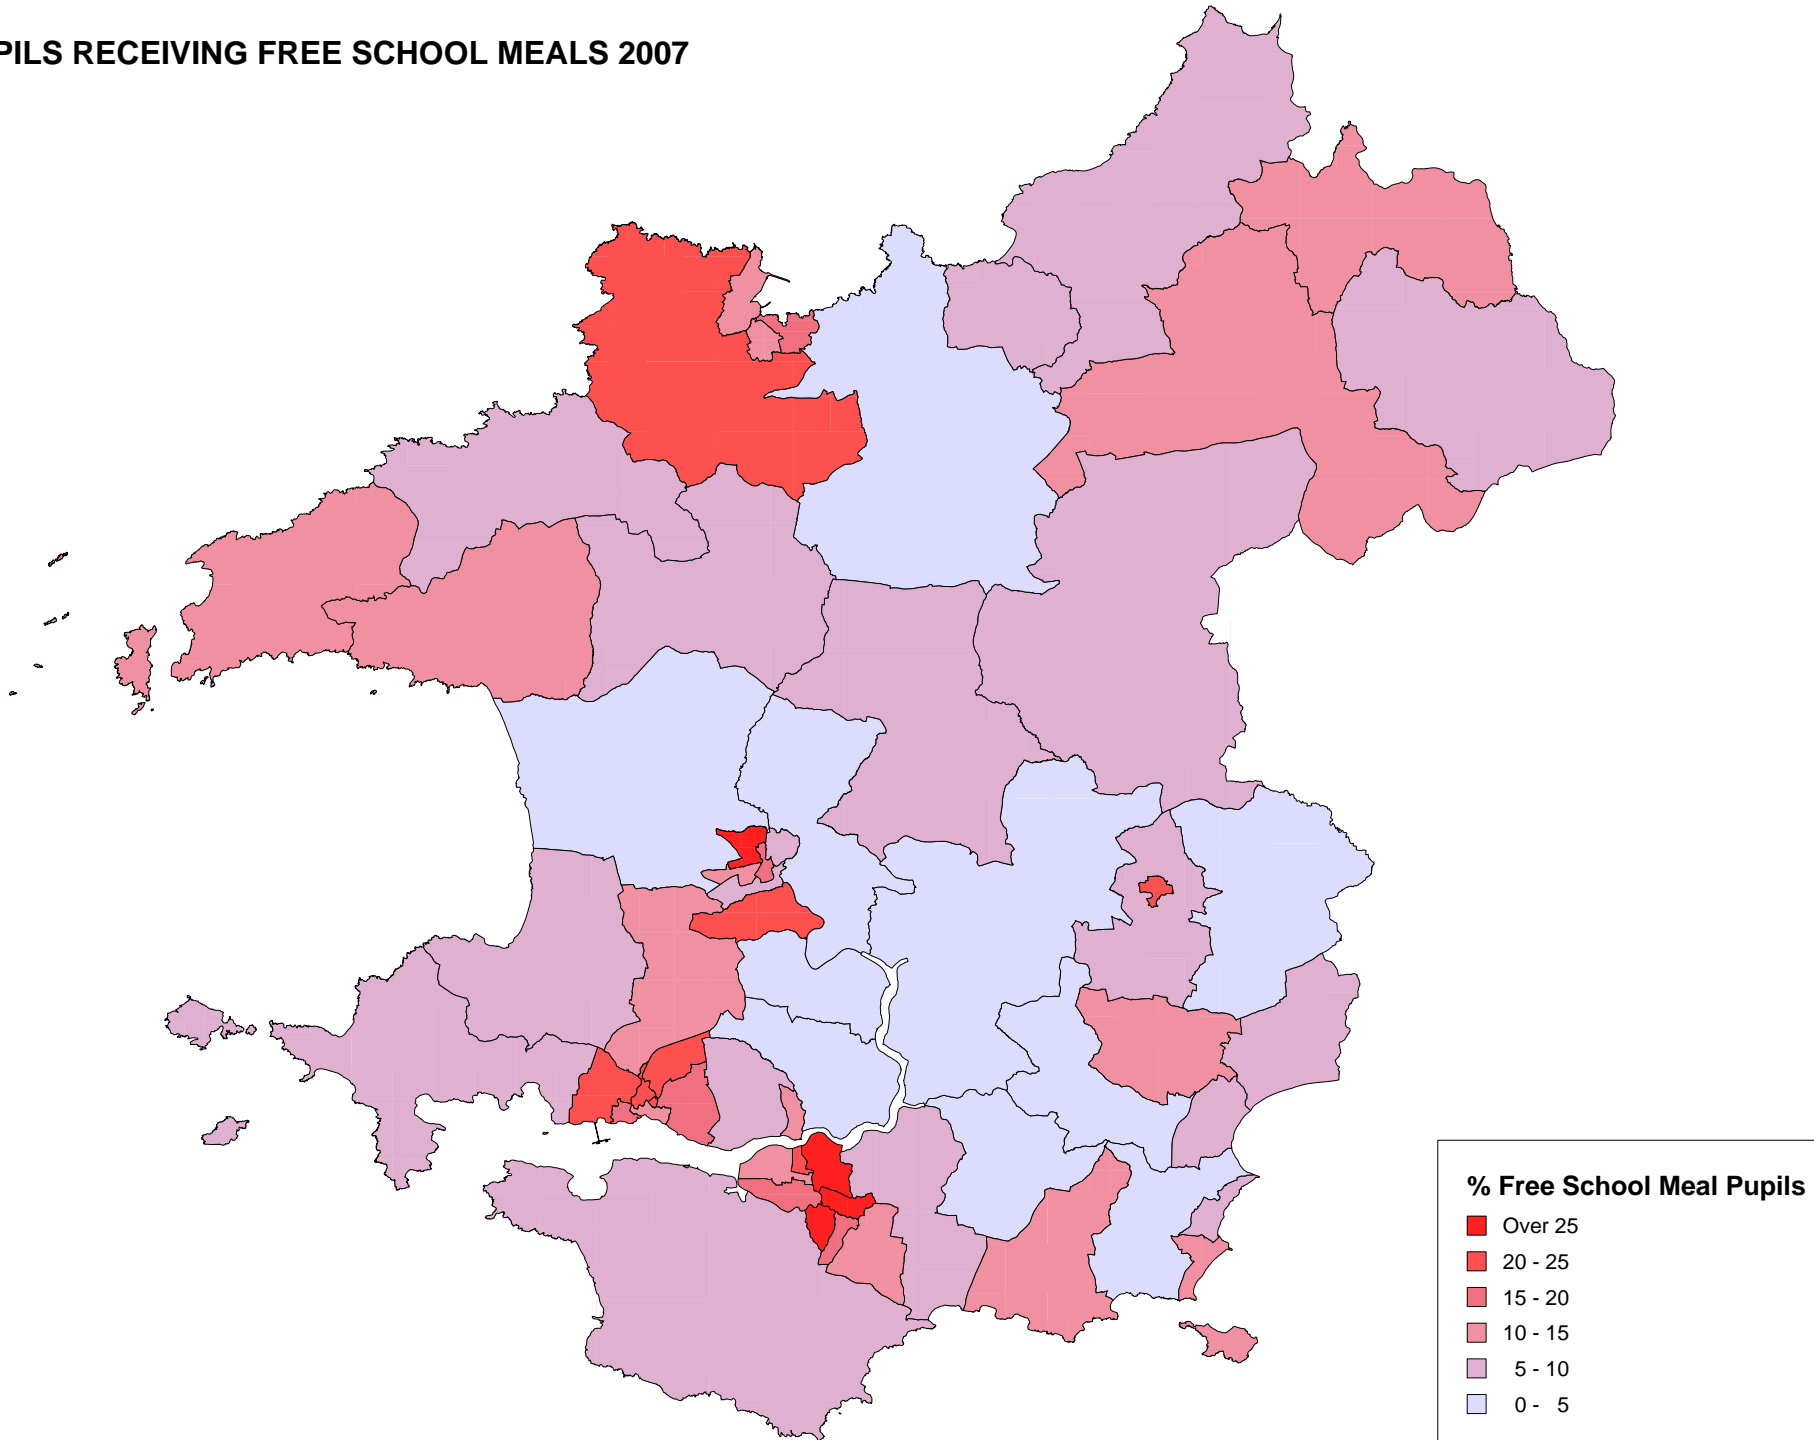 PILS RECEIVING FREE SCHOOL MEALS 2007
% Free School Meal Pupils
Over 25
20 - 25
15 - 20
10 - 15
5 - 10
0 - 5